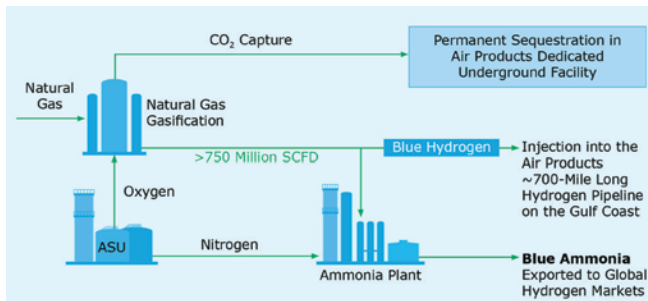 CO₂ Capture
Permanent Sequestration in
Air Products Dedicated
Underground Facility
Natural
Gas
Natural Gas
Gasification
>750 Million SCFD
Blue Hydrogen
Injection into the
Air Products
~700-Mile Long
Hydrogen Pipeline
on the Gulf Coast
Oxygen
ASU
Nitrogen
Ammonia Plant
Blue Ammonia
Exported to Global
Hydrogen Markets